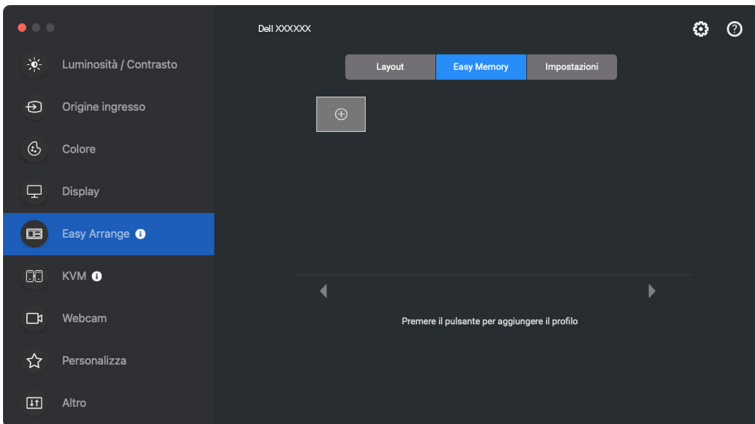 Dell XXXXXX
Luminosità / Contrasto
Origine ingresso
Colore
Display
Easy Arrange
KVM
Webcam
Personalizza
Altro
Layout
Easy Memory
Impostazioni
Premere il pulsante per aggiungere il profilo